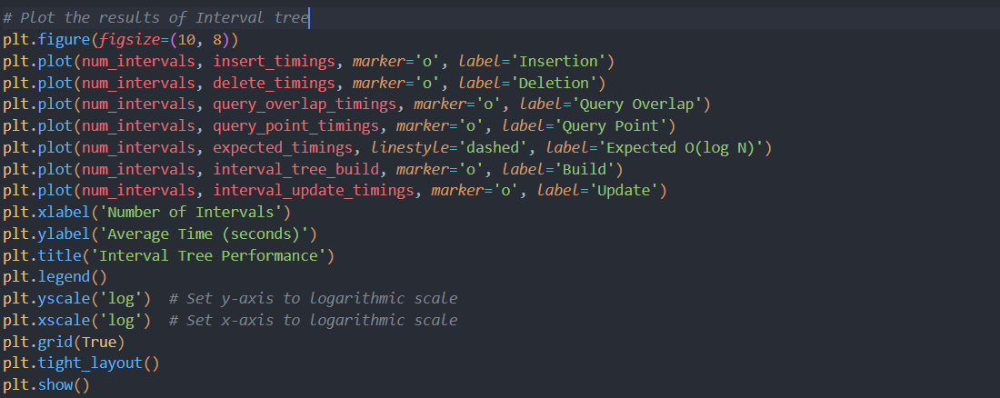 # Plot the results of Interval tree
plt.figure(figsize=(10, 8))
plt.plot(num_intervals, insert_timings, marker='o', label='Insertion')
plt.plot(num_intervals, delete_timings, marker='o', label='Deletion')
plt.plot(num_intervals, query_overlap_timings, marker='o', label='Query Overlap')
plt.plot(num_intervals, query_point_timings, marker='o', label='Query Point')
plt.plot(num_intervals, expected_timings, linestyle='dashed', label='Expected O(log N)')
plt.plot(num_intervals, interval_tree_build, marker='o', label='Build')
plt.plot(num_intervals, interval_update_timings, marker='o', label='Update')
plt.xlabel('Number of Intervals')
plt.ylabel('Average Time (seconds)')
plt.title('Interval Tree Performance')
plt.legend()
plt.yscale('log')  # Set y-axis to logarithmic scale
plt.xscale('log')  # Set x-axis to logarithmic scale
plt.grid(True)
plt.tight_layout()
plt.show()